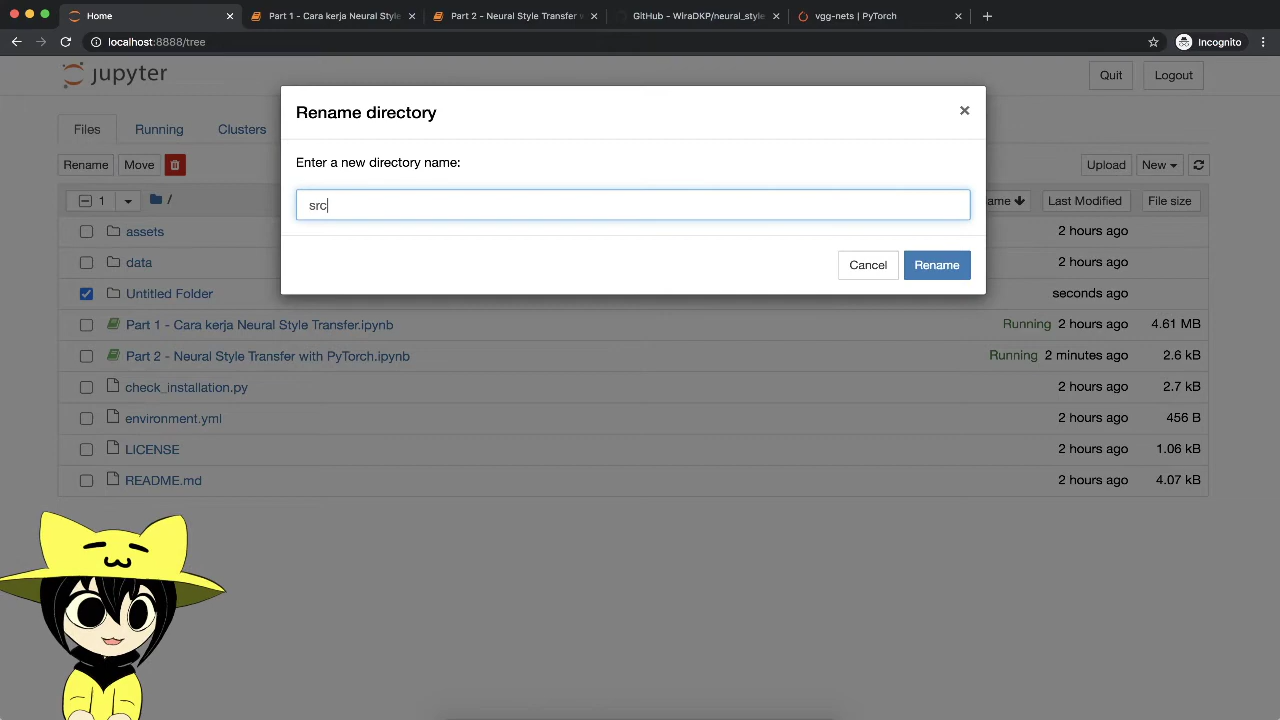 Home
Part 1 - Cara kerja Neural Style
Part 2 - Neural Style Transfer w
GitHub - WiraDKP/neural_style
vgg-nets | PyTorch
localhost:8888/tree
Incognito
jupyter
Quit
Logout
Rename directory
Enter a new directory name:
src
Cancel
Rename
Files
Running
Clusters
Rename
Move
Upload
New
1
/
ame
Last Modified
File size
assets
2 hours ago
data
2 hours ago
Untitled Folder
seconds ago
Part 1 - Cara kerja Neural Style Transfer.ipynb
Running 2 hours ago 4.61 MB
Part 2 - Neural Style Transfer with PyTorch.ipynb
Running 2 minutes ago 2.6 kB
check_installation.py
2 hours ago 2.7 kB
environment.yml
2 hours ago 456 B
LICENSE
2 hours ago 1.06 kB
README.md
2 hours ago 4.07 kB